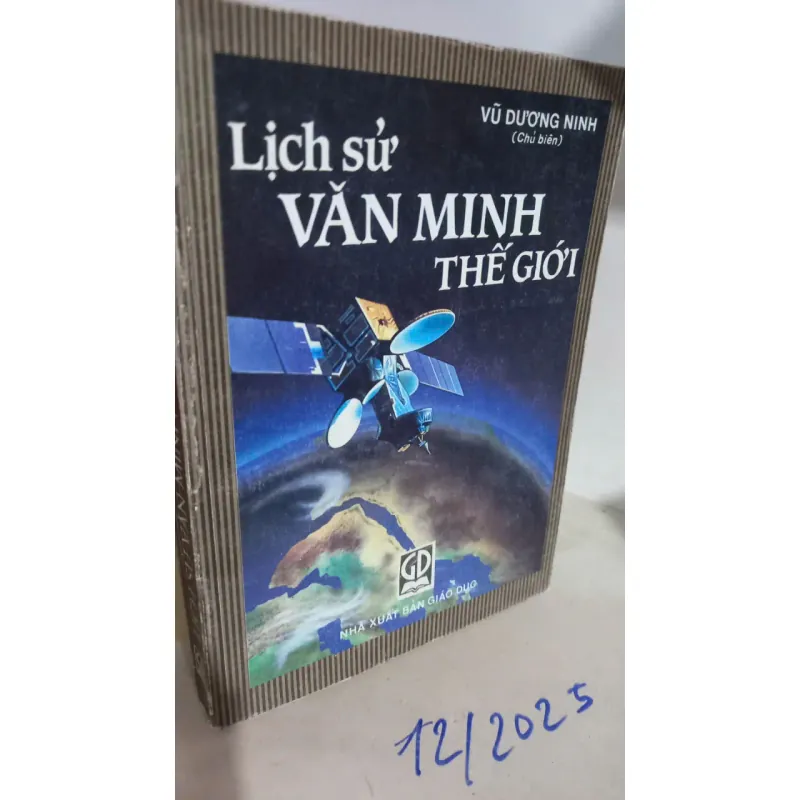 VŨ DƯƠNG NINH
(Chủ biên)
Lịch sử
VĂN MINH
THẾ GIỚI
GD
NHÀ XUẤT BẢN GIÁO DỤC
12/2025